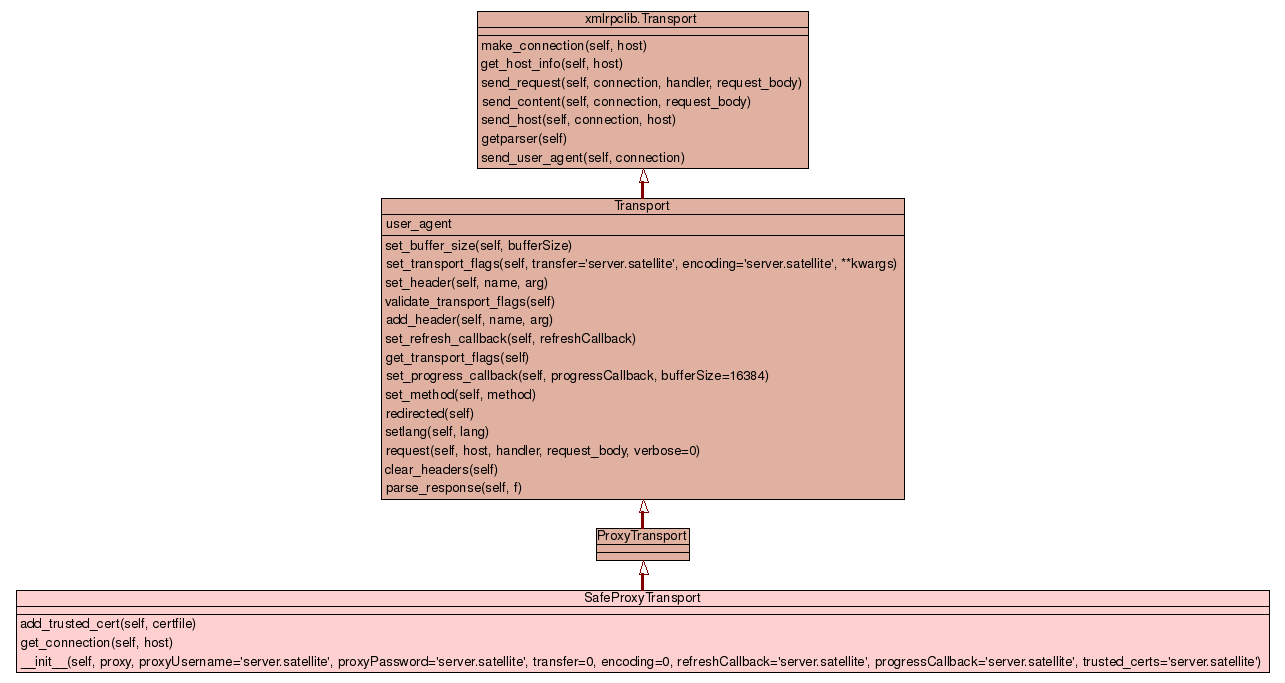 xmlrpclib.Transport
make_connection(self, host)
get_host_info(self, host)
send_request(self, connection, handler, request_body)
send_content(self, connection, request_body)
send_host(self, connection, host)
getparser(self)
send_user_agent(self, connection)
Transport
user_agent
set_buffer_size(self, bufferSize)
set_transport_flags(self, transfer='server.satellite', encoding='server.satellite', **kwargs)
set_header(self, name, arg)
validate_transport_flags(self)
add_header(self, name, arg)
set_refresh_callback(self, refreshCallback)
get_transport_flags(self)
set_progress_callback(self, progressCallback, bufferSize=16384)
set_method(self, method)
redirected(self)
setlang(self, lang)
request(self, host, handler, request_body, verbose=0)
clear_headers(self)
parse_response(self, f)
ProxyTransport
SafeProxyTransport
add_trusted_cert(self, certfile)
get_connection(self, host)
__init__(self, proxy, proxyUsername='server.satellite', proxyPassword='server.satellite', transfer=0, encoding=0, refreshCallback='server.satellite', progressCallback='server.satellite', trusted_certs='server.satellite')